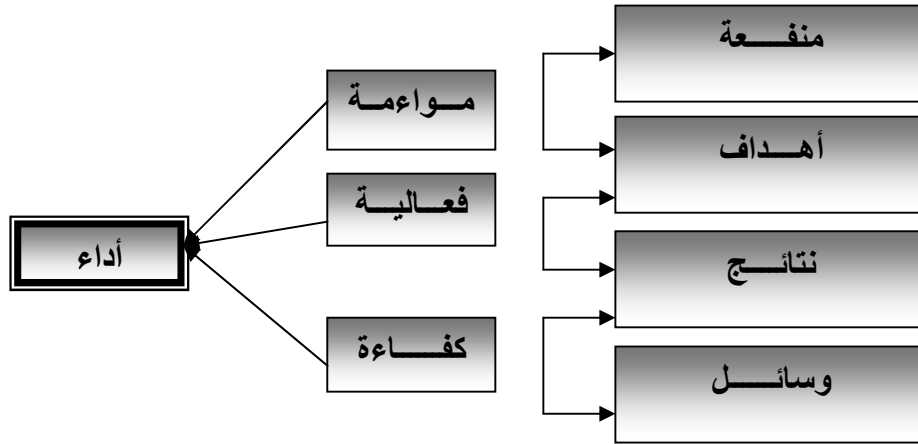 منفعة
أهداف
نتائج
وسائل
مواءمة
فعالية
كفاءة
أداء